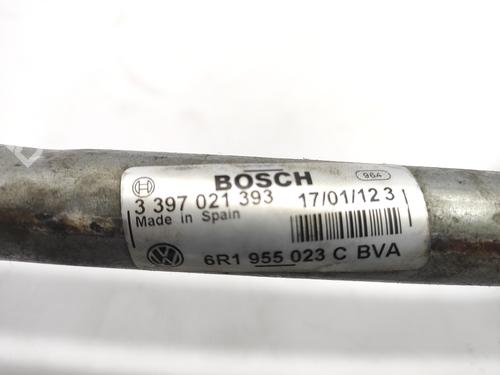 BOSCH
964
3 397 021 393 17/01/12 3
Made in Spain
6R1 955 023 C BVA